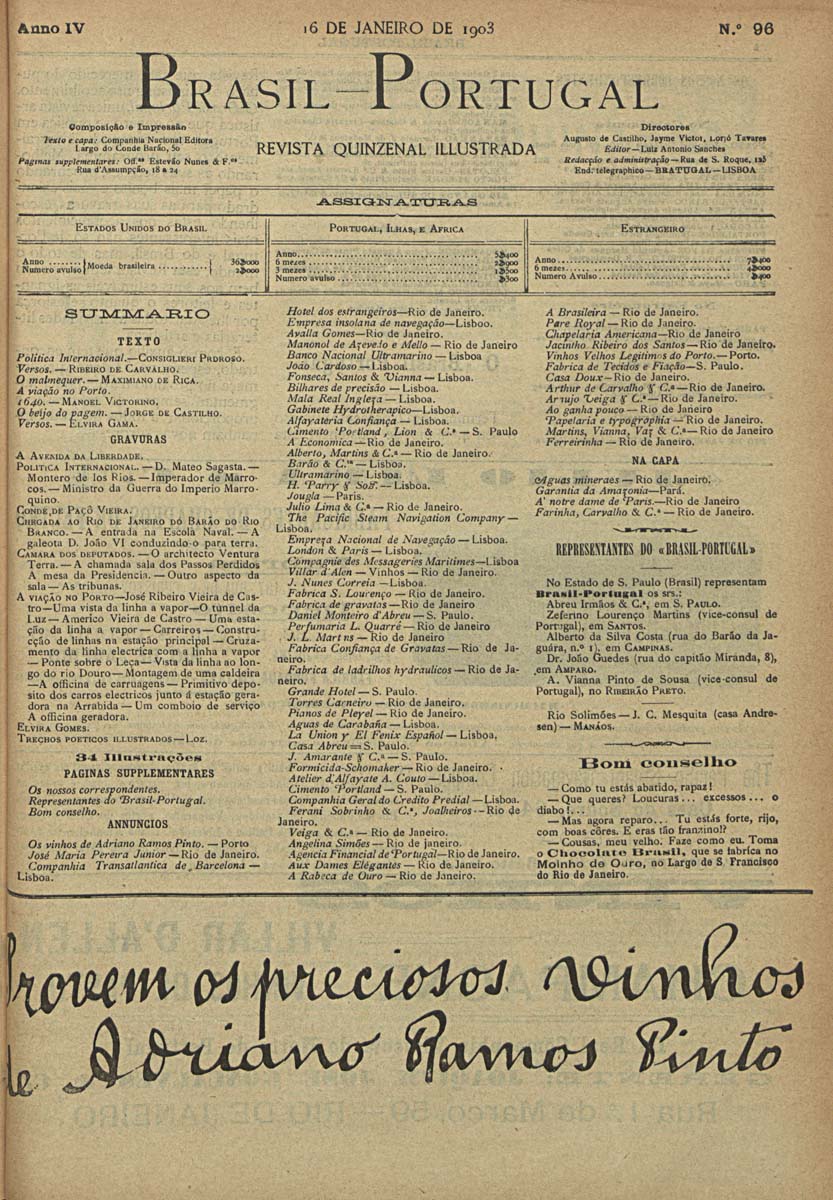 Anno IV
16 DE JANEIRO DE 1903
N.º 96
BRASIL—PORTUGAL
Composição e Impressão
Texto e capa: Companhia Nacional Editora
Largo do Conde Barão, 50
Paginas supplementares: Off.as Estevão Nunes & F.os
Rua d'Assumpção, 18 a 24
REVISTA QUINZENAL ILLUSTRADA
Directores
Augusto de Castilho, Jayme Victor, Lorjó Tavares
Editor—Luiz Antonio Sanches
Redacção e administração—Rua de S. Roque, 125
End. telegraphico—BRATUGAL—LISBOA
ASSIGNATURAS
ESTADOS UNIDOS DO BRASIL
Anno
Numero avulso
Moeda brasileira
36$000
2$000
PORTUGAL, ILHAS, E AFRICA
Anno 5$400
6 mezes 2$900
3 mezes 1$500
Numero avulso $300
ESTRANGEIRO
Anno 7$400
6 mezes 4$000
Numero Avulso $400
SUMMARIO
TEXTO
Politica Internacional.—CONSIGLIERI PEDROSO.
Versos. — RIBEIRO DE CARVALHO.
O malmequer. — MAXIMIANO DE RICA.
A viação no Porto.
1640. — MANOEL VICTORINO.
O beijo do pagem. — JORGE DE CASTILHO.
Versos. — ELVIRA GAMA.
GRAVURAS
A AVENIDA DA LIBERDADE.
POLITICA INTERNACIONAL. — D. Mateo Sagasta. —
Montero de los Rios. — Imperador de Marro-
cos. — Ministro da Guerra do Imperio Marro-
quino.
CONDE DE PAÇÔ VIEIRA.
CHEGADA AO RIO DE JANEIRO DO BARÃO DO RIO
BRANCO. — A entrada na Escola Naval. — A
galeota D. João VI conduzindo-o para terra.
CAMARA DOS DEPUTADOS. — O architecto Ventura
Terra. — A chamada sala dos Passos Perdidos
A mesa da Presidencia. — Outro aspecto da
sala — As tribunas.
A VIAÇÃO NO PORTO—José Ribeiro Vieira de Cas-
tro—Uma vista da linha a vapor—O tunnel da
Luz — Americo Vieira de Castro — Uma esta-
ção da linha a vapor — Carreiros — Construc-
ção de linhas na estação principal — Cruza-
mento da linha electrica com a linha a vapor
— Ponte sobre o Leça — Vista da linha ao lon-
go do rio Douro — Montagem de uma caldeira
— A officina de carruagens — Primitivo depo-
sito dos carros electricos junto á estação gera-
dora na Arrabida — Um comboio de serviço
A officina geradora.
ELVIRA GOMES.
TRECHOS POETICOS ILLUSTRADOS — LOZ.
34 Illustrações
PAGINAS SUPPLEMENTARES
Os nossos correspondentes.
Representantes do Brasil-Portugal.
Bom conselho.
ANNUNCIOS
Os vinhos de Adriano Ramos Pinto. — Porto
José Maria Pereira Junior — Rio de Janeiro.
Companhia Transatlantica de Barcelona —
Lisboa.
Hotel dos estrangeiros—Rio de Janeiro.
Empresa insolana de navegação—Lisboo.
Avalla Gomes—Rio de Janeiro.
Manonol de Azevedo e Mello — Rio de Janeiro
Banco Nacional Ultramarino — Lisboa
João Cardoso — Lisboa.
Fonseca, Santos & Vianna — Lisboa.
Bilhares de precisão — Lisboa.
Mala Real Ingleza — Lisboa.
Gabinete Hydrotherapico—Lisboa.
Alfayateria Confiança — Lisboa.
Cimento Portland, Lion & C.ª — S. Paulo
A Economica — Rio de Janeiro.
Alberto, Martins & C.ª — Rio de Janeiro.
Barão & C.ª — Lisboa.
Ultramarino — Lisboa.
H. Parry & Soff. — Lisboa.
Jougla — Paris.
Julio Lima & C.ª — Rio de Janeiro.
The Pacific Steam Navigation Company —
Lisboa.
Empreza Nacional de Navegação — Lisboa.
London & Paris — Lisboa.
Compagnie des Messageries Maritimes—Lisboa
Villar d'Allen — Vinhos — Rio de Janeiro.
J. Nunes Correia — Lisboa.
Fabrica S. Lourenço — Rio de Janeiro.
Fabrica de gravatas — Rio de Janeiro.
Daniel Monteiro d'Abreu — S. Paulo.
Perfumaria L. Quarré — Rio de Janeiro.
J. L. Martins — Rio de Janeiro.
Fabrica Confiança de Gravatas — Rio de Ja-
neiro.
Fabrica de ladrilhos hydraulicos — Rio de Ja-
neiro.
Grande Hotel — S. Paulo.
Torres Carneiro — Rio de Janeiro.
Pianos de Pleyel — Rio de Janeiro.
Aguas de Carabaña — Lisboa.
La Union y El Fenix Español — Lisboa,
Casa Abreu — S. Paulo.
J. Amarante & C.ª — S. Paulo.
Formicida-Schomaker — Rio de Janeiro.
Atelier d'Alfayate A. Couto — Lisboa.
Cimento Portland — S. Paulo.
Companhia Geral do Credito Predial — Lisboa.
Ferani Sobrinho & C.ª, Joalheiros — Rio de
Janeiro.
Veiga & C.ª — Rio de Janeiro.
Angelina Simões — Rio de janeiro.
Agencia Financial de Portugal—Rio de Janeiro.
Aux Dames Elégantes — Rio de Janeiro.
A Rabeca de Ouro — Rio de Janeiro.
A Brasileira — Rio de Janeiro.
Parc Royal — Rio de Janeiro.
Chapelaria Americana—Rio de Janeiro
Jacintho Ribeiro dos Santos—Rio de Janeiro.
Vinhos Velhos Legitimos do Porto.—Porto.
Fabrica de Tecidos e Fiação—S. Paulo.
Casa Doux—Rio de Janeiro.
Arthur de Carvalho & C.ª—Rio de Janeiro.
Araujo Veiga & C.ª—Rio de Janeiro.
Ao ganha pouco — Rio de Janeiro
Papelaria e typographia — Rio de Janeiro.
Martins, Vianna, Vaz & C.ª—Rio de Janeiro
Ferreirinha — Rio de Janeiro.
NA CAPA
Aguas mineraes — Rio de Janeiro.
Garantia da Amazonia—Pará.
A' notre dame de Paris.—Rio de Janeiro
Farinha, Carvalho & C.ª — Rio de Janeiro
REPRESENTANTES DO «BRASIL-PORTUGAL»
No Estado de S. Paulo (Brasil) representam
Brasil-Portugal os srs.:
Abreu Irmãos & C.ª, em S. PAULO.
Zeferino Lourenço Martins (vice-consul de
Portugal), em SANTOS.
Alberto da Silva Costa (rua do Barão da Ja-
guára, n.º 1), em CAMPINAS.
Dr. João Guedes (rua do capitão Miranda, 8),
em AMPARO.
A. Vianna Pinto de Sousa (vice-consul de
Portugal), no RIBEIRÃO PRETO.
Rio Solimões — J. C. Mesquita (casa Andre-
sen) — MANÁOS.
Bom conselho
— Como tu estás abatido, rapaz!
— Que queres? Loucuras... excessos... o
diabo!...
— Mas agora reparo... Tu estás forte, rijo,
com boas côres. E eras tão franzino!?
— Cousas, meu velho. Faze como eu. Toma
o Chocolate Brasil, que se fabríca no
Moinho de Ouro, no Largo de S. Francisco
do Rio de Janeiro.
Provem os preciosos vinhos
de Adriano Ramos Pinto